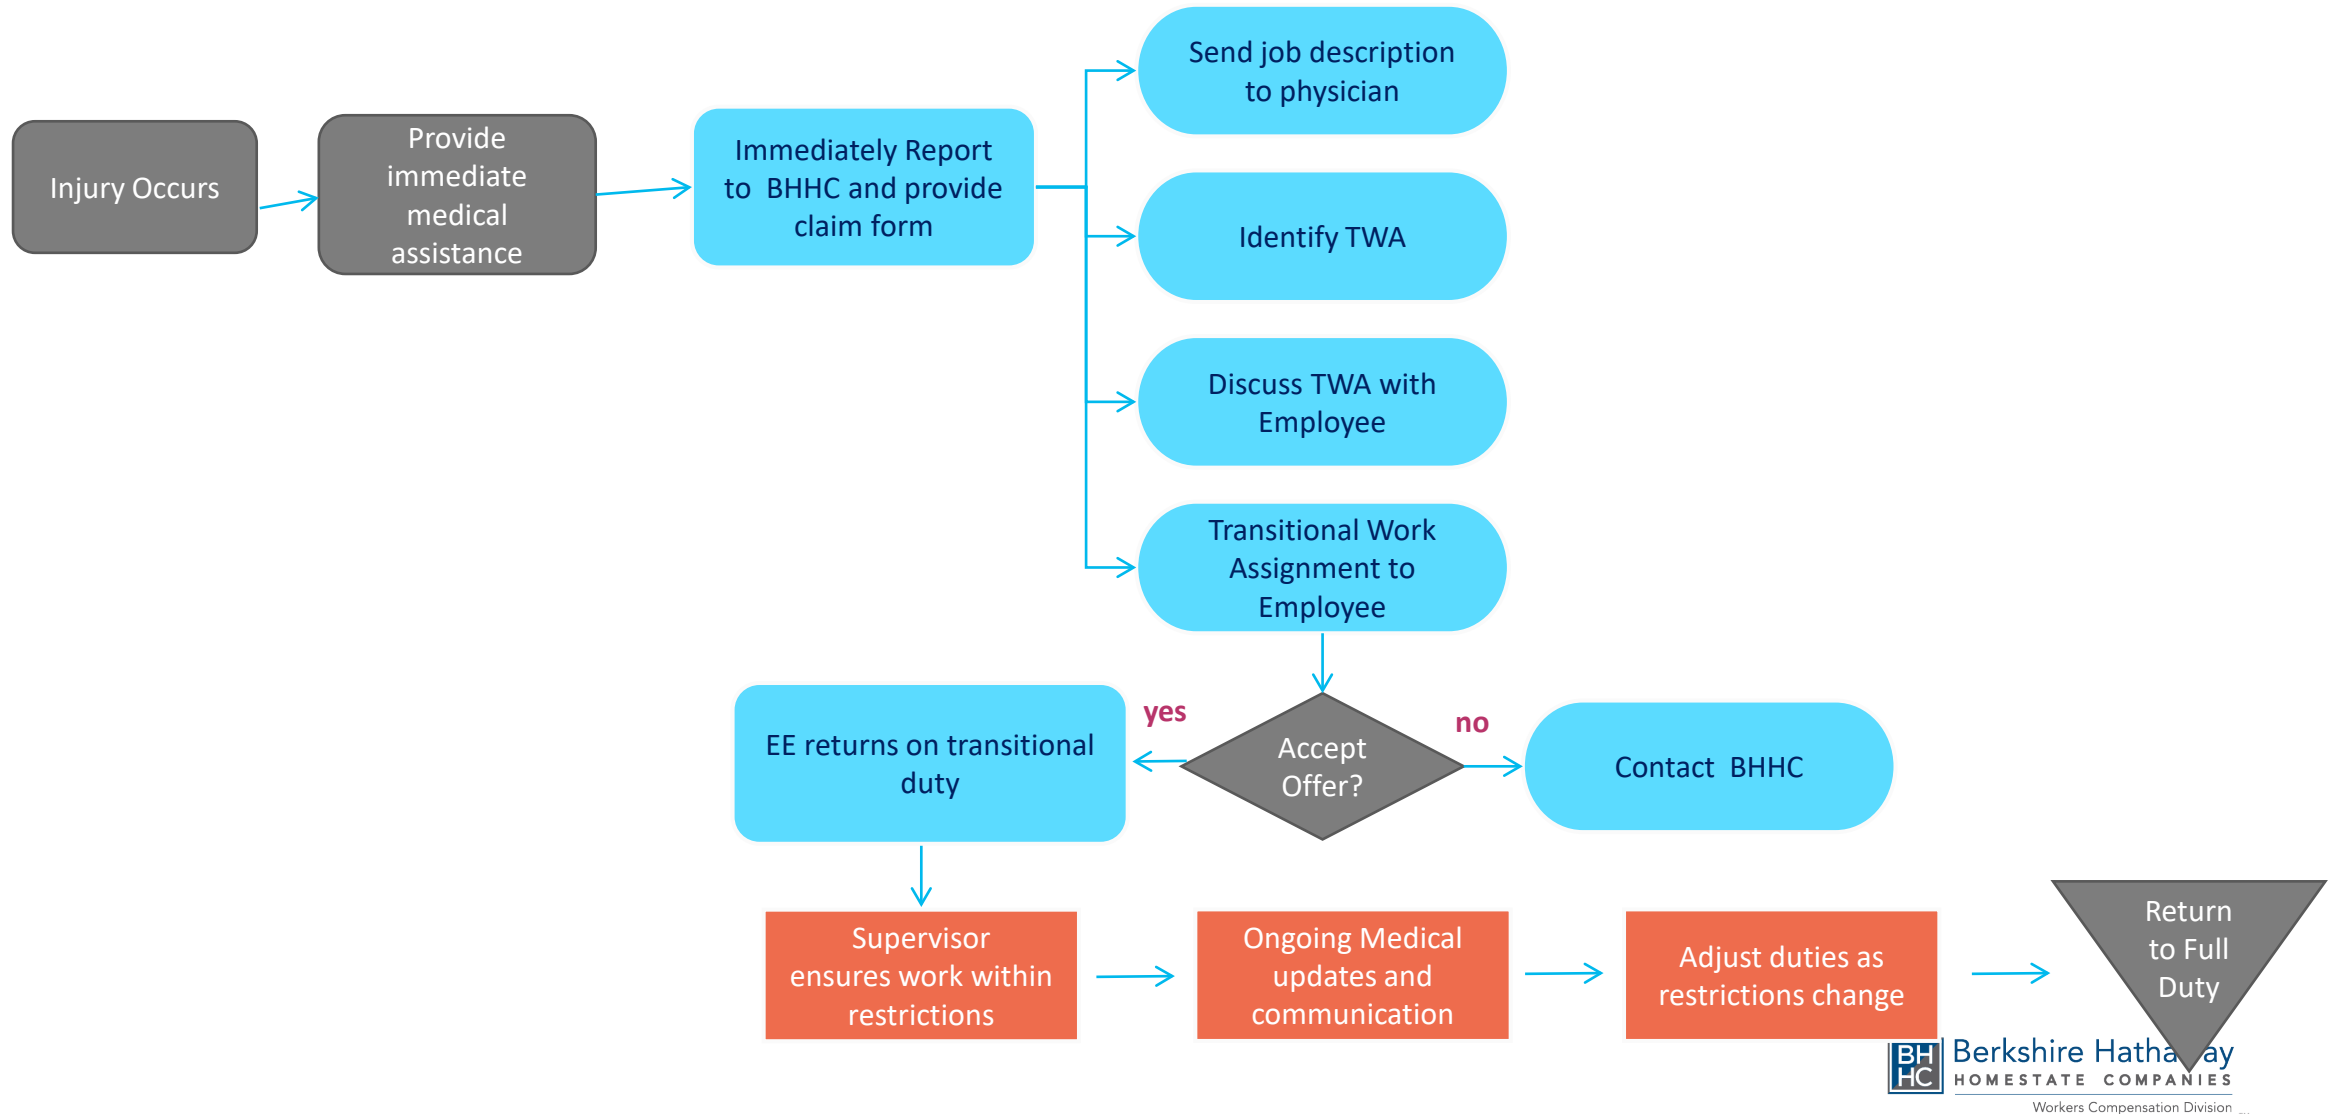 Injury Occurs
Provide
immediate
medical
assistance
Immediately Report
to  BHHC and provide
claim form
Send job description
to physician
Identify TWA
Discuss TWA with
Employee
Transitional Work
Assignment to
Employee
Accept
Offer?
yes
no
EE returns on transitional
duty
Contact  BHHC
Supervisor
ensures work within
restrictions
Ongoing Medical
updates and
communication
Adjust duties as
restrictions change
Return
to Full
Duty
BH
HC
Berkshire
HOMESTATE COMPANIES
Workers Compensation Division